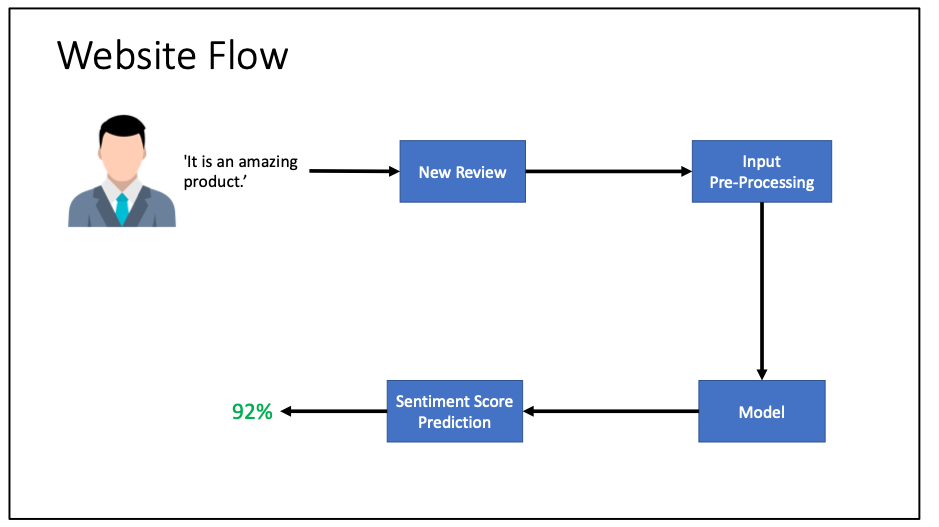 Website Flow
'It is an amazing
product.’
New Review
Input
Pre-Processing
92%
Sentiment Score
Prediction
Model